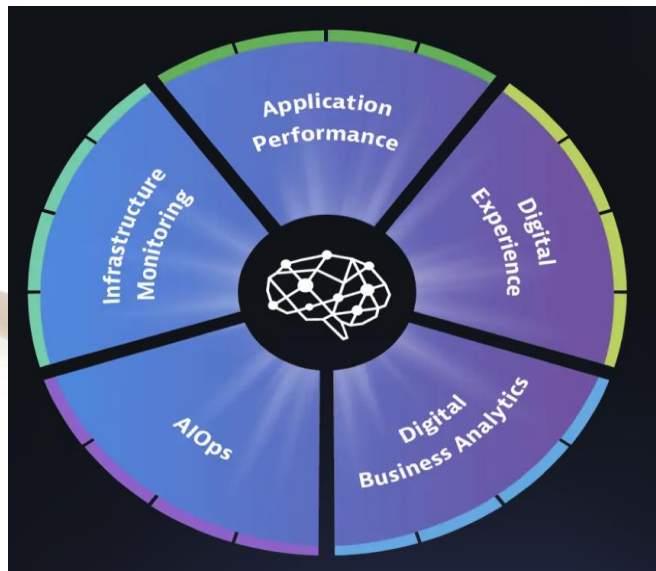 Application
Performance
Digital
Experience
Digital
Business Analytics
AIOps
Infrastructure
Monitoring